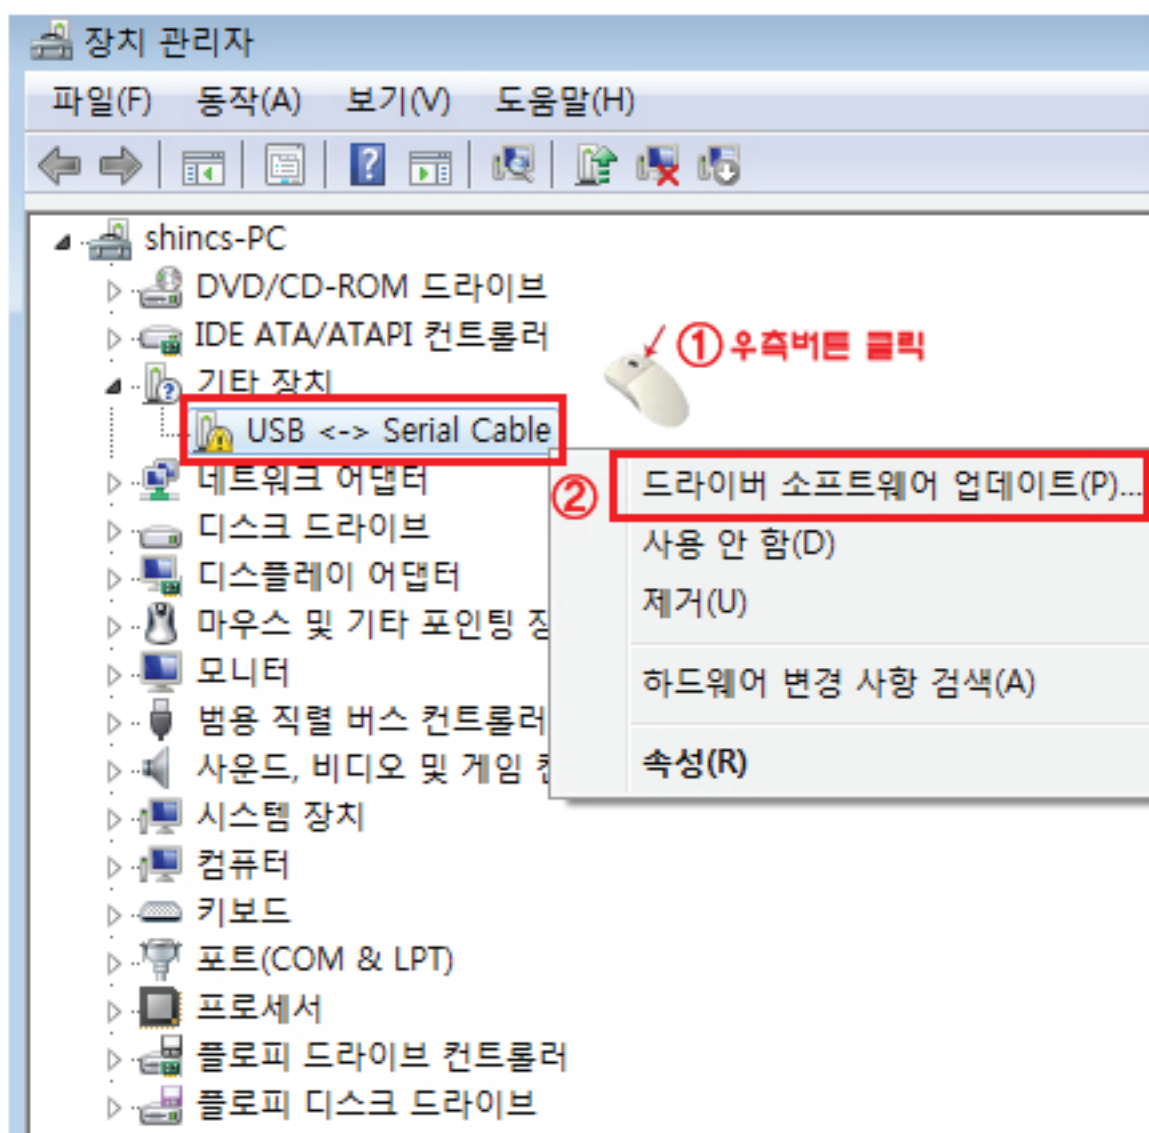 장치 관리자
파일(F) 동작(A) 보기(V) 도움말(H)
shincs-PC
DVD/CD-ROM 드라이브
IDE ATA/ATAPI 컨트롤러
① 우측버튼 클릭
기타 장치
USB <-> Serial Cable
네트워크 어댑터
② 드라이버 소프트웨어 업데이트(P)...
디스크 드라이브
사용 안 함(D)
디스플레이 어댑터
제거(U)
마우스 및 기타 포인팅
모니터
하드웨어 변경 사항 검색(A)
범용 직렬 버스 컨트롤러
사운드, 비디오 및 게임
속성(R)
시스템 장치
컴퓨터
키보드
포트(COM & LPT)
프로세서
플로피 드라이브 컨트롤러
플로피 디스크 드라이브